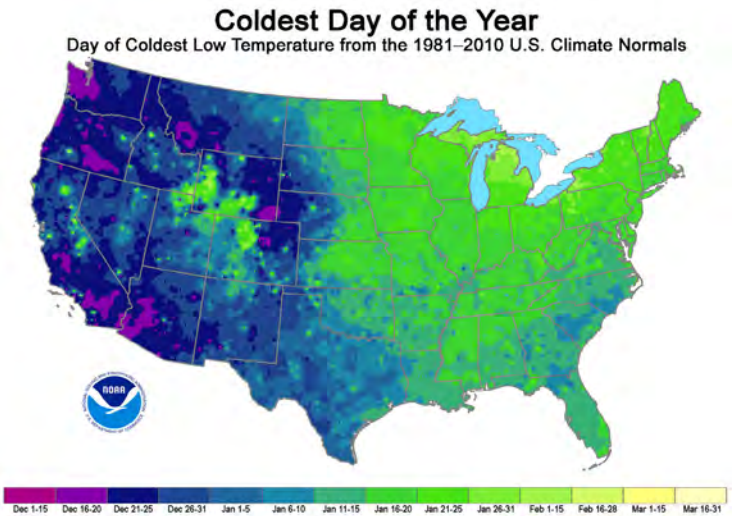 Coldest Day of the Year
Day of Coldest Low Temperature from the 1981–2010 U.S. Climate Normals
NOAA
Dec 1-15 Dec 16-20 Dec 21-25 Dec 26-31 Jan 1-5 Jan 6-10 Jan 11-15 Jan 16-20 Jan 21-25 Jan 26-31 Feb 1-15 Feb 16-28 Mar 1-15 Mar 16-31